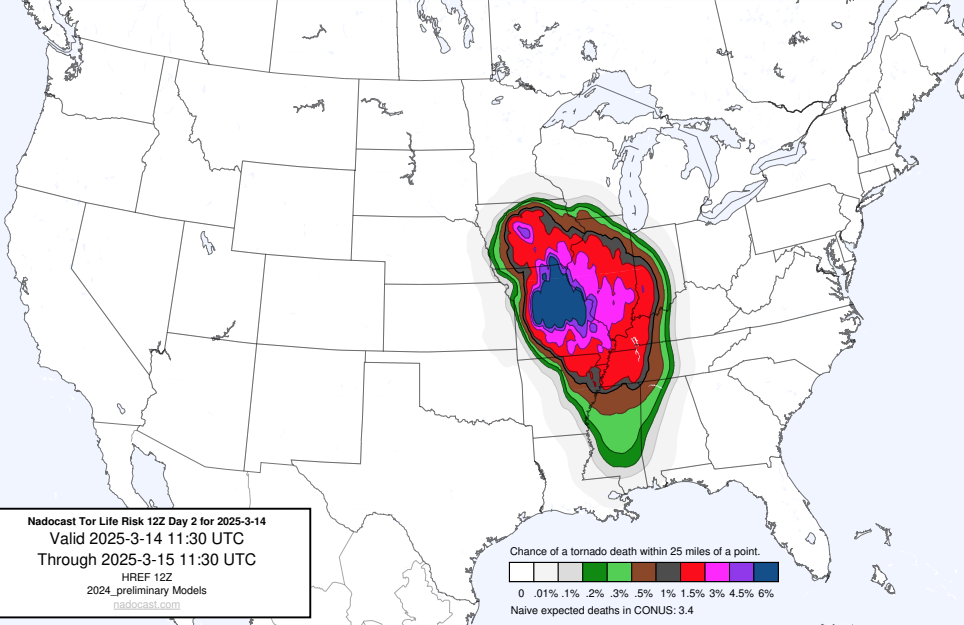 Nadocast Tor Life Risk 12Z Day 2 for 2025-3-14
Valid 2025-3-14 11:30 UTC
Through 2025-3-15 11:30 UTC
HREF 12Z
2024_preliminary Models
nadocast.com
Chance of a tornado death within 25 miles of a point.
0 .01% .1% .2% .3% .5% 1% 1.5% 3% 4.5% 6%
Naive expected deaths in CONUS: 3.4